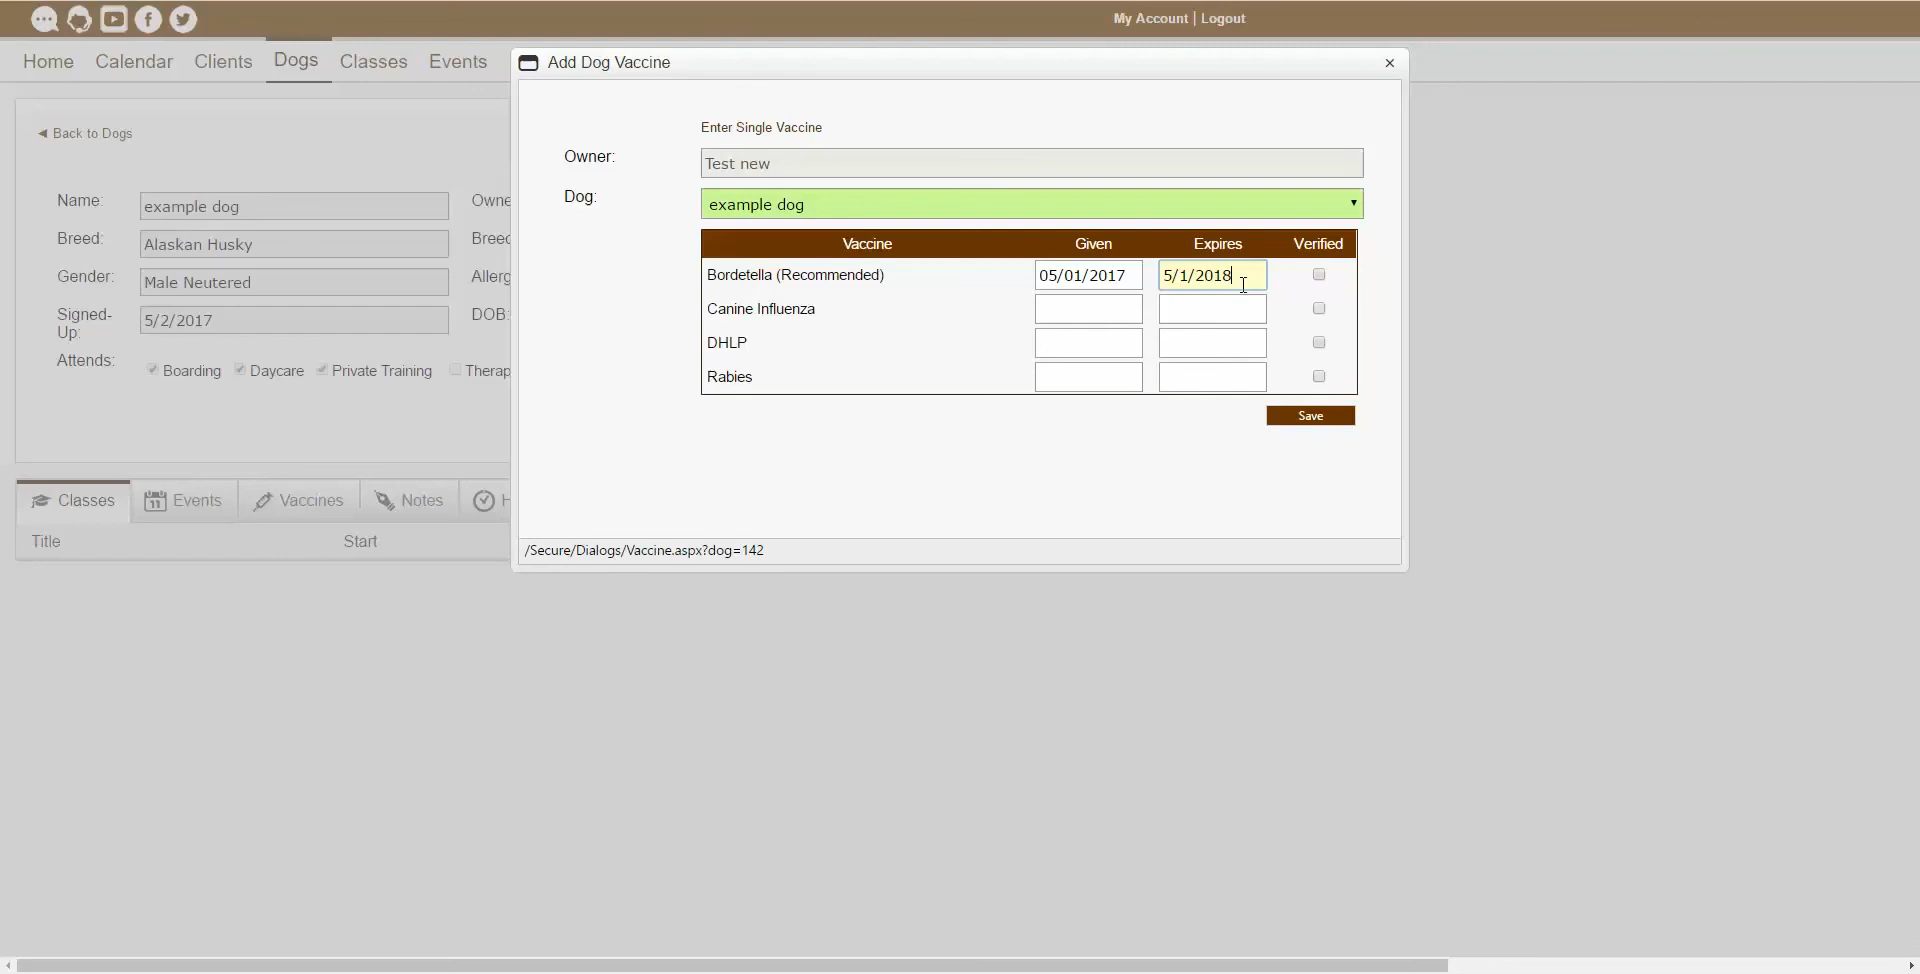 My Account | Logout
Home Calendar Clients Dogs Classes Events
Add Dog Vaccine
Back to Dogs
Enter Single Vaccine
Owner: Test new
Dog: example dog
Name: example dog
Breed: Alaskan Husky
Gender: Male Neutered
Signed-
Up: 5/2/2017
Attends: Boarding Daycare Private Training Therap
Owne
Breed
Allerg
DOB:
Vaccine Given Expires Verified
Bordetella (Recommended) 05/01/2017 5/1/2018
Canine Influenza
DHLP
Rabies
Save
Classes 11 Events Vaccines Notes H
Title Start
/Secure/Dialogs/Vaccine.aspx?dog=142